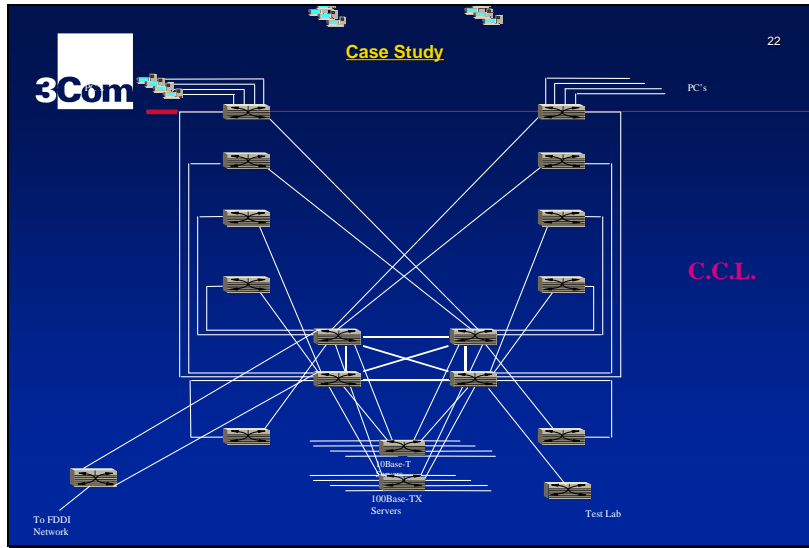 Case Study
22
3Com
PC's
C.C.L.
10Base-T
100Base-TX
Servers
Test Lab
To FDDI
Network